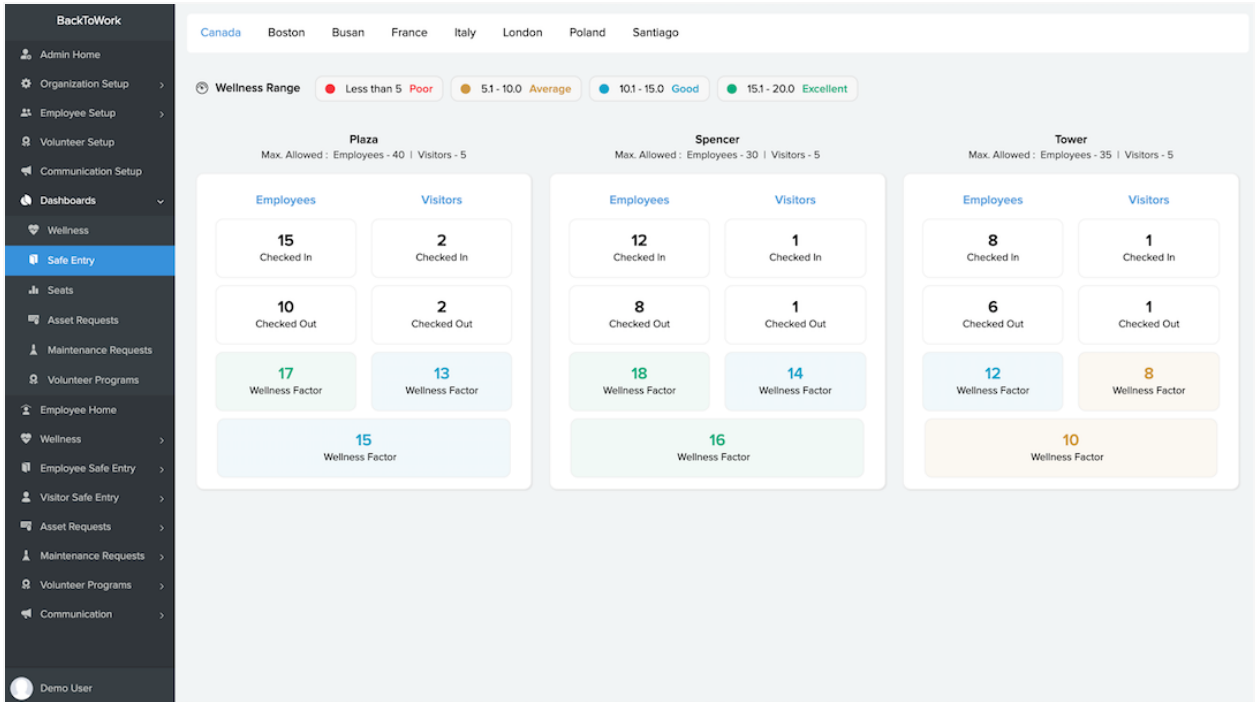 BackToWork
Admin Home
Organization Setup
Employee Setup
Volunteer Setup
Communication Setup
Dashboards
Wellness
Safe Entry
Seats
Asset Requests
Maintenance Requests
Volunteer Programs
Employee Home
Wellness
Employee Safe Entry
Visitor Safe Entry
Asset Requests
Maintenance Requests
Volunteer Programs
Communication
Demo User
Canada Boston Busan France Italy London Poland Santiago
Wellness Range Less than 5 Poor 5.1 - 10.0 Average 10.1 - 15.0 Good 15.1 - 20.0 Excellent
Plaza
Max. Allowed : Employees - 40 | Visitors - 5
Employees Visitors
15 2
Checked In Checked In
10 2
Checked Out Checked Out
17 13
Wellness Factor Wellness Factor
15
Wellness Factor
Spencer
Max. Allowed : Employees - 30 | Visitors - 5
Employees Visitors
12 1
Checked In Checked In
8 1
Checked Out Checked Out
18 14
Wellness Factor Wellness Factor
16
Wellness Factor
Tower
Max. Allowed : Employees - 35 | Visitors - 5
Employees Visitors
8 1
Checked In Checked In
6 1
Checked Out Checked Out
12 8
Wellness Factor Wellness Factor
10
Wellness Factor